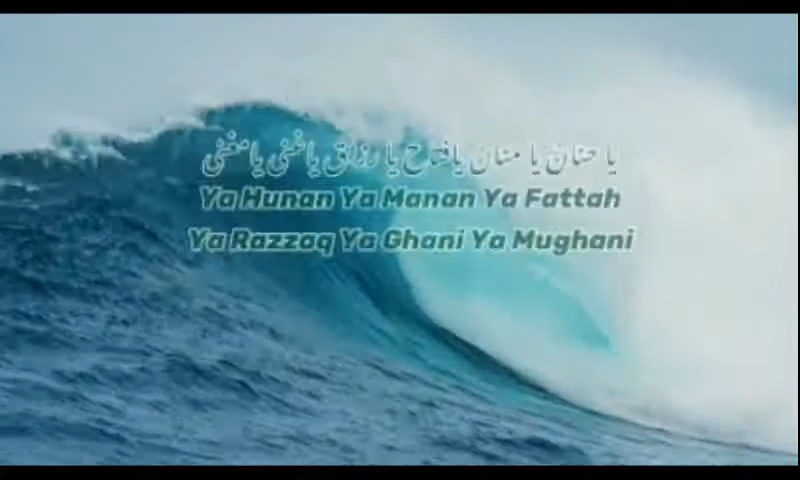 یا حنان یا منان یا فتاح یا رزاق یا غنی یا مغنی
Ya Hunan Ya Manan Ya Fattah
Ya Razzaq Ya Ghani Ya Mughani